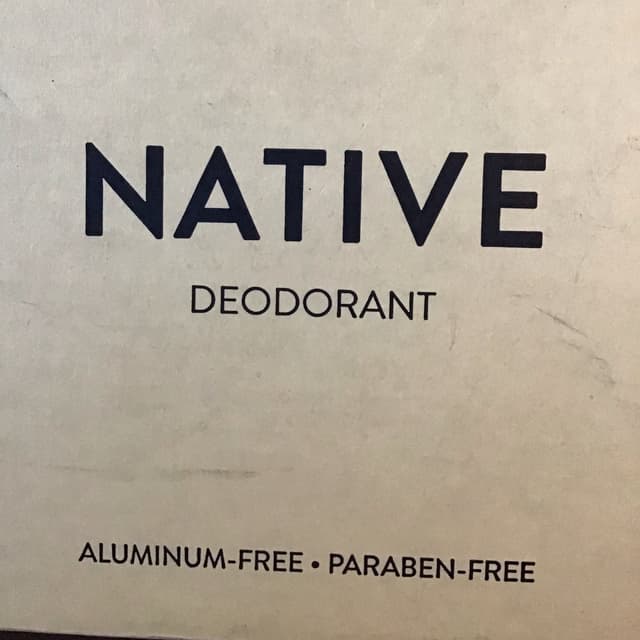 NATIVE
DEODORANT
ALUMINUM-FREE • PARABEN-FREE